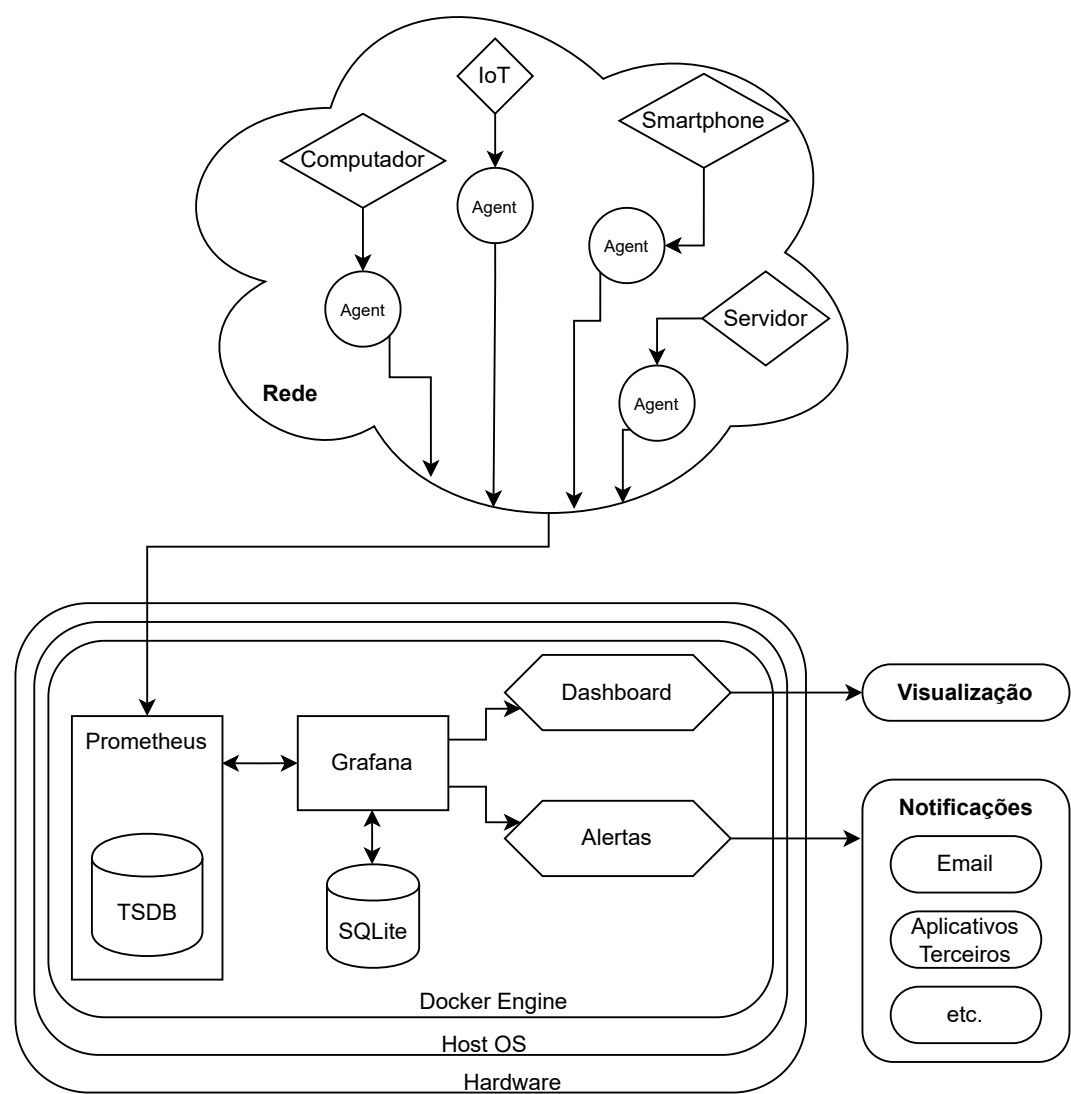 IoT
Smartphone
Computador
Agent
Agent
Agent
Servidor
Rede
Agent
Dashboard
Visualização
Prometheus
Grafana
Notificações
Alertas
Email
TSDB
SQLite
Aplicativos
Terceiros
Docker Engine
etc.
Host OS
Hardware